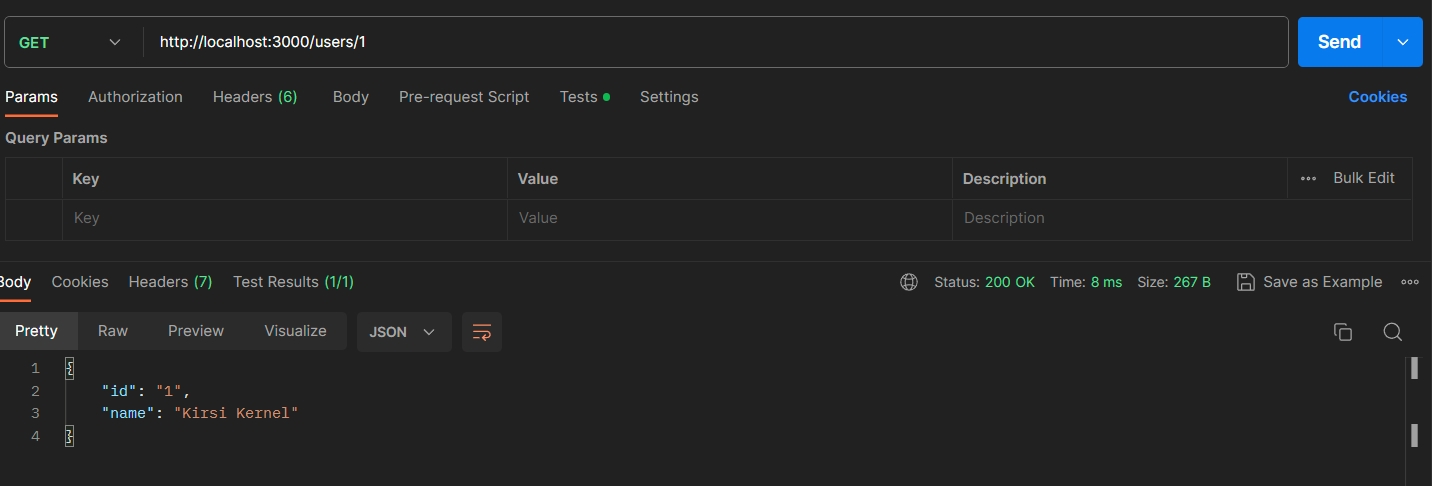 GET http://localhost:3000/users/1 Send
Params Authorization Headers (6) Body Pre-request Script Tests Settings Cookies
Query Params
Key Value Description Bulk Edit
Key Value Description
Body Cookies Headers (7) Test Results (1/1) Status: 200 OK Time: 8 ms Size: 267 B Save as Example
Pretty Raw Preview Visualize JSON
1 {
2 "id": "1",
3 "name": "Kirsi Kernel"
4 }